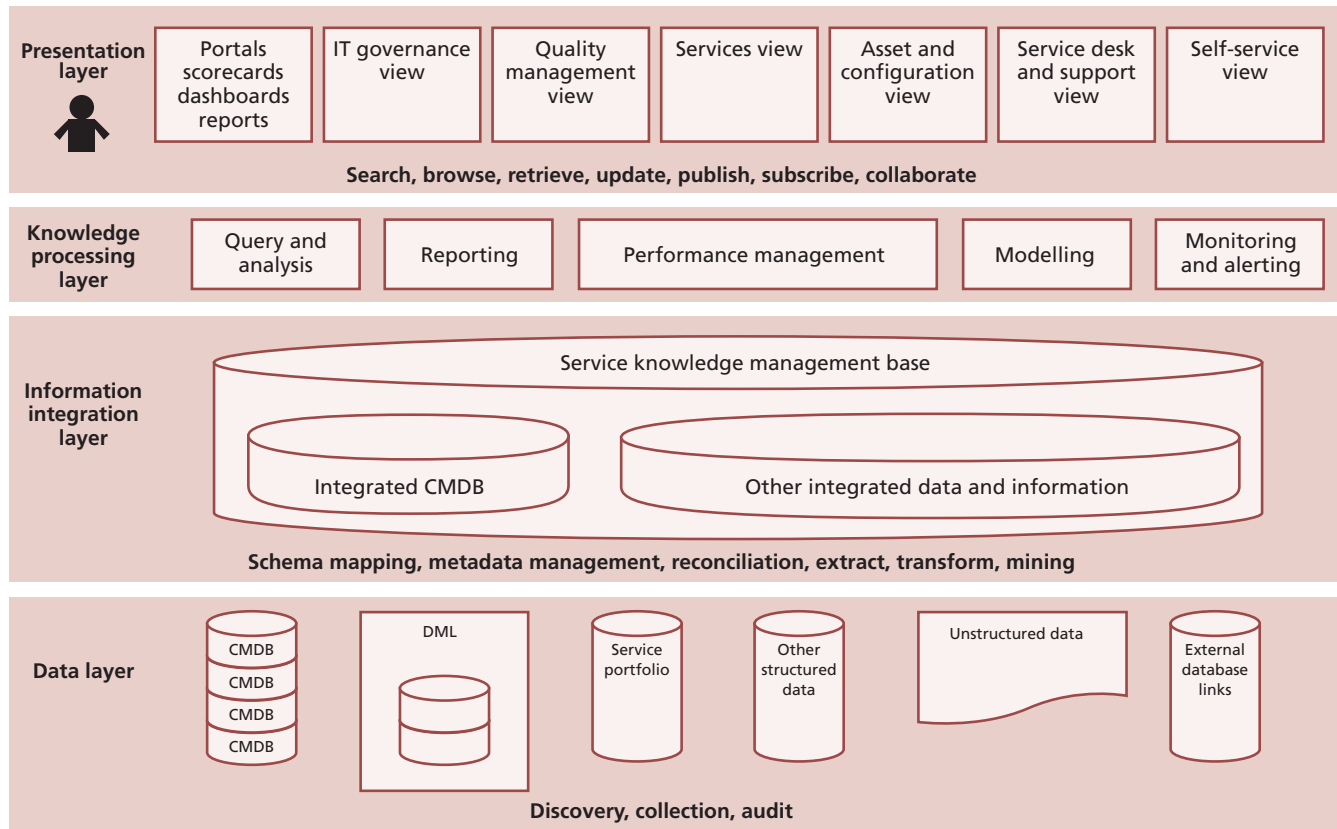 Presentation
layer
Portals
scorecards
dashboards
reports
IT governance
view
Quality
management
view
Services view
Asset and
configuration
view
Service desk
and support
view
Self-service
view
Search, browse, retrieve, update, publish, subscribe, collaborate
Knowledge
processing
layer
Query and
analysis
Reporting
Performance management
Modelling
Monitoring
and alerting
Information
integration
layer
Service knowledge management base
Integrated CMDB
Other integrated data and information
Schema mapping, metadata management, reconciliation, extract, transform, mining
Data layer
CMDB
CMDB
CMDB
CMDB
DML
Service
portfolio
Other
structured
data
Unstructured data
External
database
links
Discovery, collection, audit